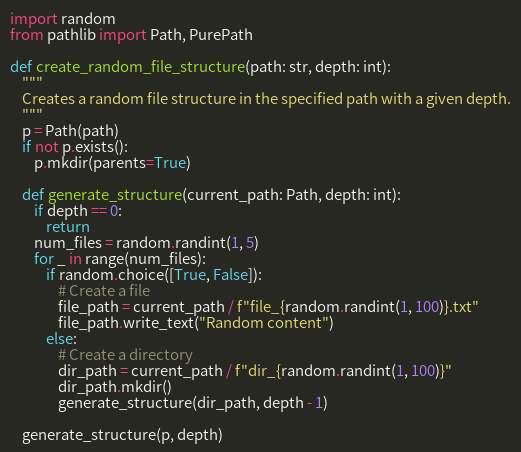 import random
from pathlib import Path, PurePath

def create_random_file_structure(path: str, depth: int):
    """
    Creates a random file structure in the specified path with a given depth.
    """
    p = Path(path)
    if not p.exists():
        p.mkdir(parents=True)

    def generate_structure(current_path: Path, depth: int):
        if depth == 0:
            return
        num_files = random.randint(1, 5)
        for _ in range(num_files):
            if random.choice([True, False]):
                # Create a file
                file_path = current_path / f"file_{random.randint(1, 100)}.txt"
                file_path.write_text("Random content")
            else:
                # Create a directory
                dir_path = current_path / f"dir_{random.randint(1, 100)}"
                dir_path.mkdir()
                generate_structure(dir_path, depth - 1)

    generate_structure(p, depth)